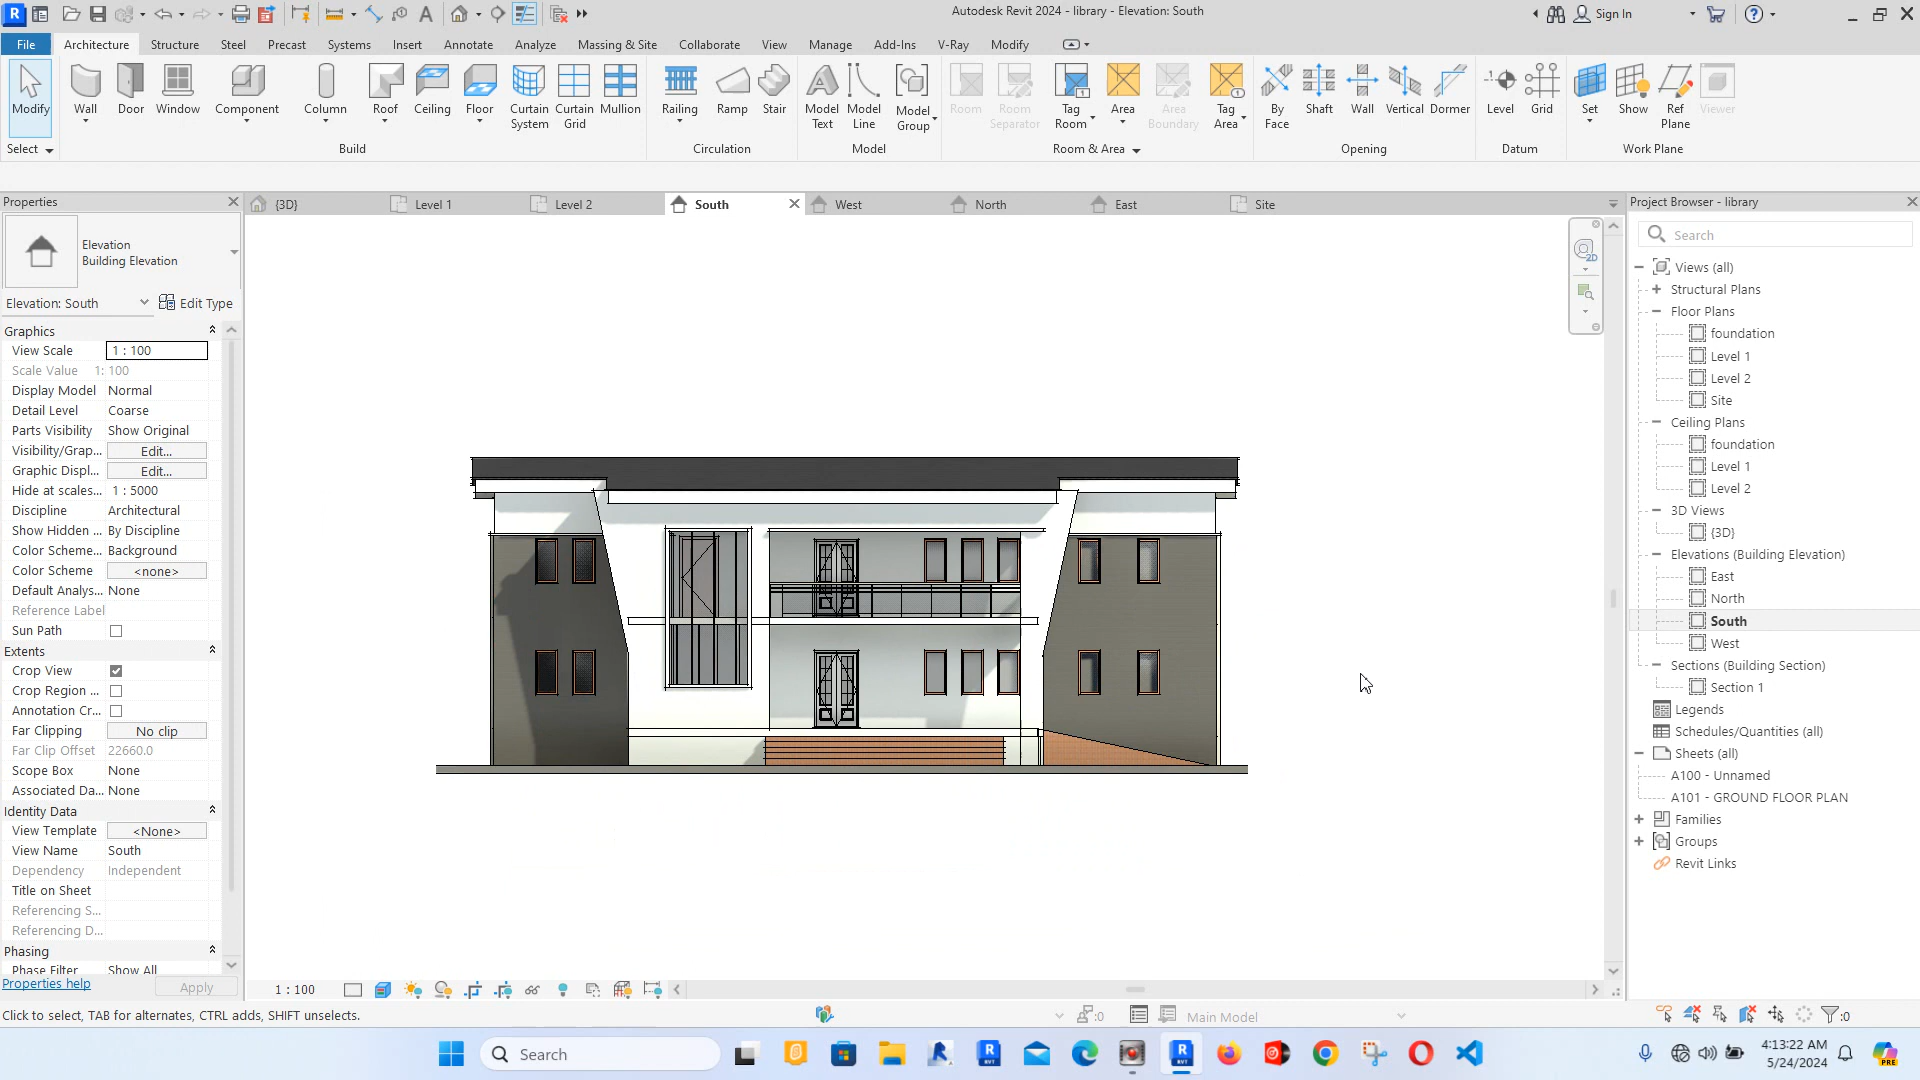 Autodesk Revit 2024 - library - Elevation: South
Sign In
File
Architecture
Structure
Steel
Precast
Systems
Insert
Annotate
Analyze
Massing & Site
Collaborate
View
Manage
Add-Ins
V-Ray
Modify
Modify
Wall
Door
Window
Component
Column
Roof
Ceiling
Floor
Curtain
System
Curtain
Grid
Mullion
Railing
Ramp
Stair
Model
Text
Model
Line
Model
Group
Room
Room
Separator
Tag
Room
Area
Area
Boundary
Tag
Area
By
Face
Shaft
Wall
Vertical
Dormer
Level
Grid
Set
Show
Ref
Plane
Viewer
Select
Build
Circulation
Model
Room & Area
Opening
Datum
Work Plane
Properties
{3D}
Level 1
Level 2
South
West
North
East
Site
Project Browser - library
Elevation
Building Elevation
Elevation: South
Edit Type
Graphics
View Scale 1 : 100
Scale Value 1: 100
Display Model Normal
Detail Level Coarse
Parts Visibility Show Original
Visibility/Grap... Edit...
Graphic Displ... Edit...
Hide at scales... 1 : 5000
Discipline Architectural
Show Hidden ... By Discipline
Color Scheme... Background
Color Scheme <none>
Default Analys... None
Reference Label
Sun Path
Extents
Crop View
Crop Region ...
Annotation Cr...
Far Clipping No clip
Far Clip Offset 22660.0
Scope Box None
Associated Da... None
Identity Data
View Template <None>
View Name South
Dependency Independent
Title on Sheet
Referencing S...
Referencing D...
Phasing
Phase Filter Show All
Properties help
Apply
2D
Search
Views (all)
Structural Plans
Floor Plans
foundation
Level 1
Level 2
Site
Ceiling Plans
foundation
Level 1
Level 2
3D Views
{3D}
Elevations (Building Elevation)
East
North
South
West
Sections (Building Section)
Section 1
Legends
Schedules/Quantities (all)
Sheets (all)
A100 - Unnamed
A101 - GROUND FLOOR PLAN
Families
Groups
Revit Links
1 : 100
Click to select, TAB for alternates, CTRL adds, SHIFT unselects.
:0
Main Model
:0
Search
4:13:22 AM
5/24/2024